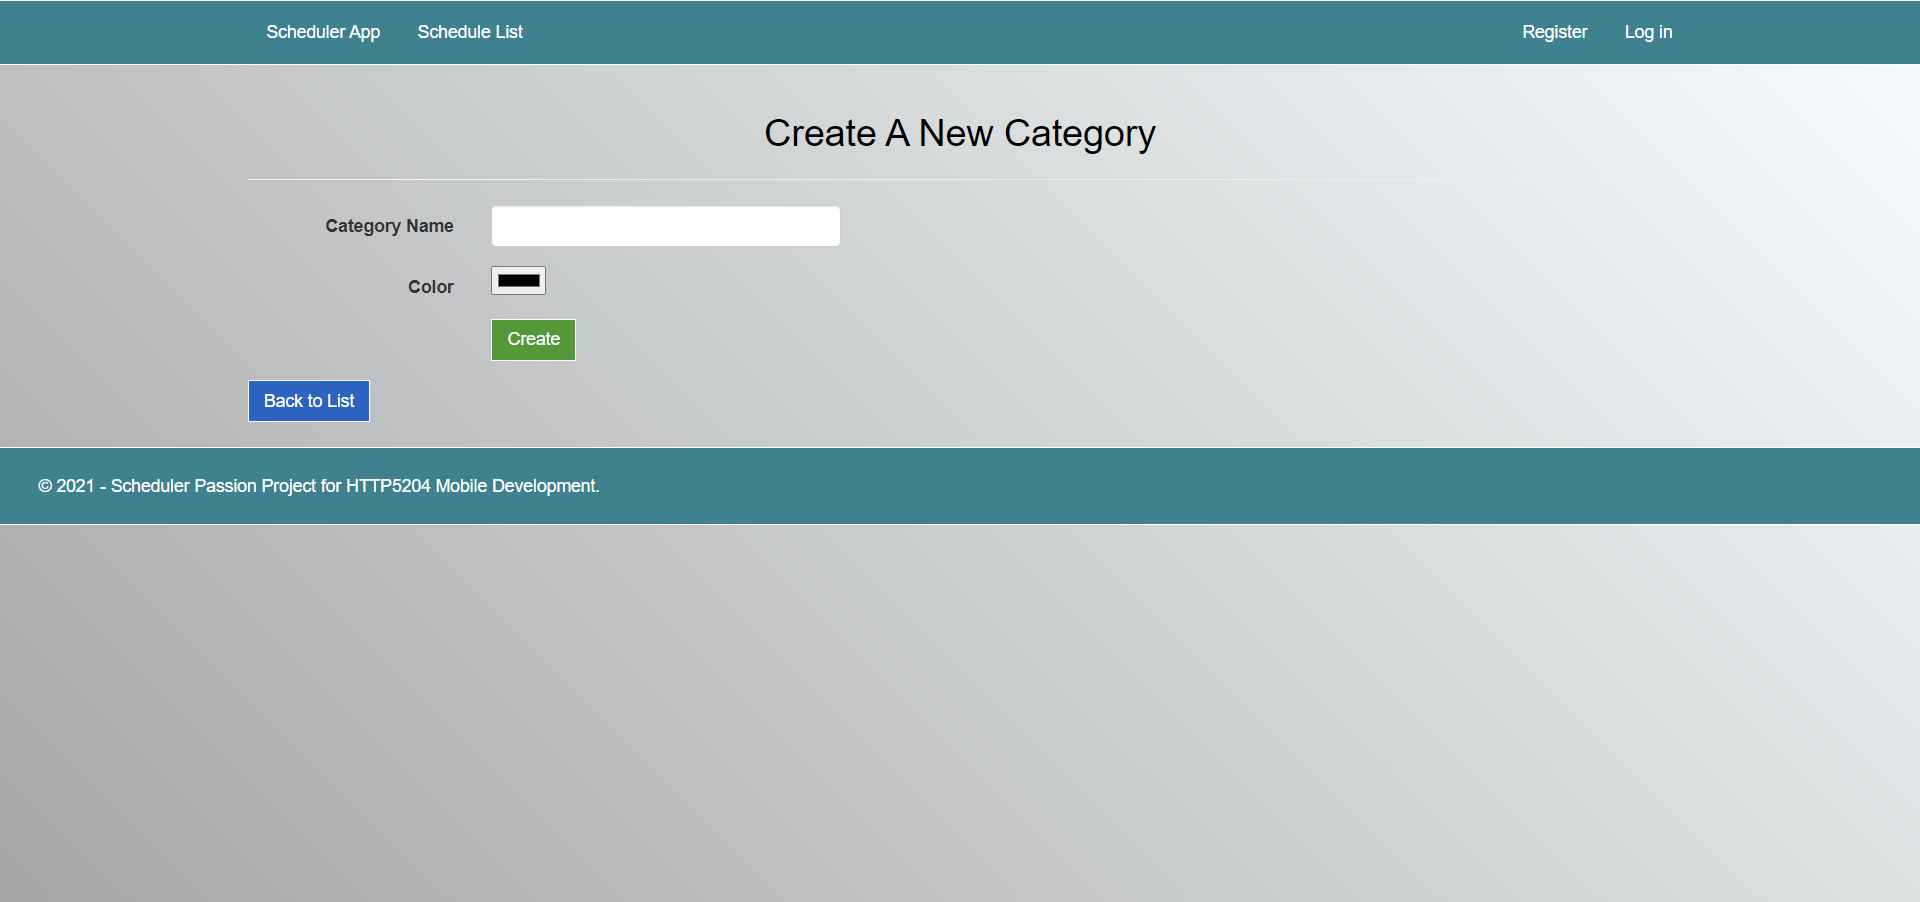 Scheduler App Schedule List Register Log in
Create A New Category
Category Name
Color
Create
Back to List
© 2021 - Scheduler Passion Project for HTTP5204 Mobile Development.